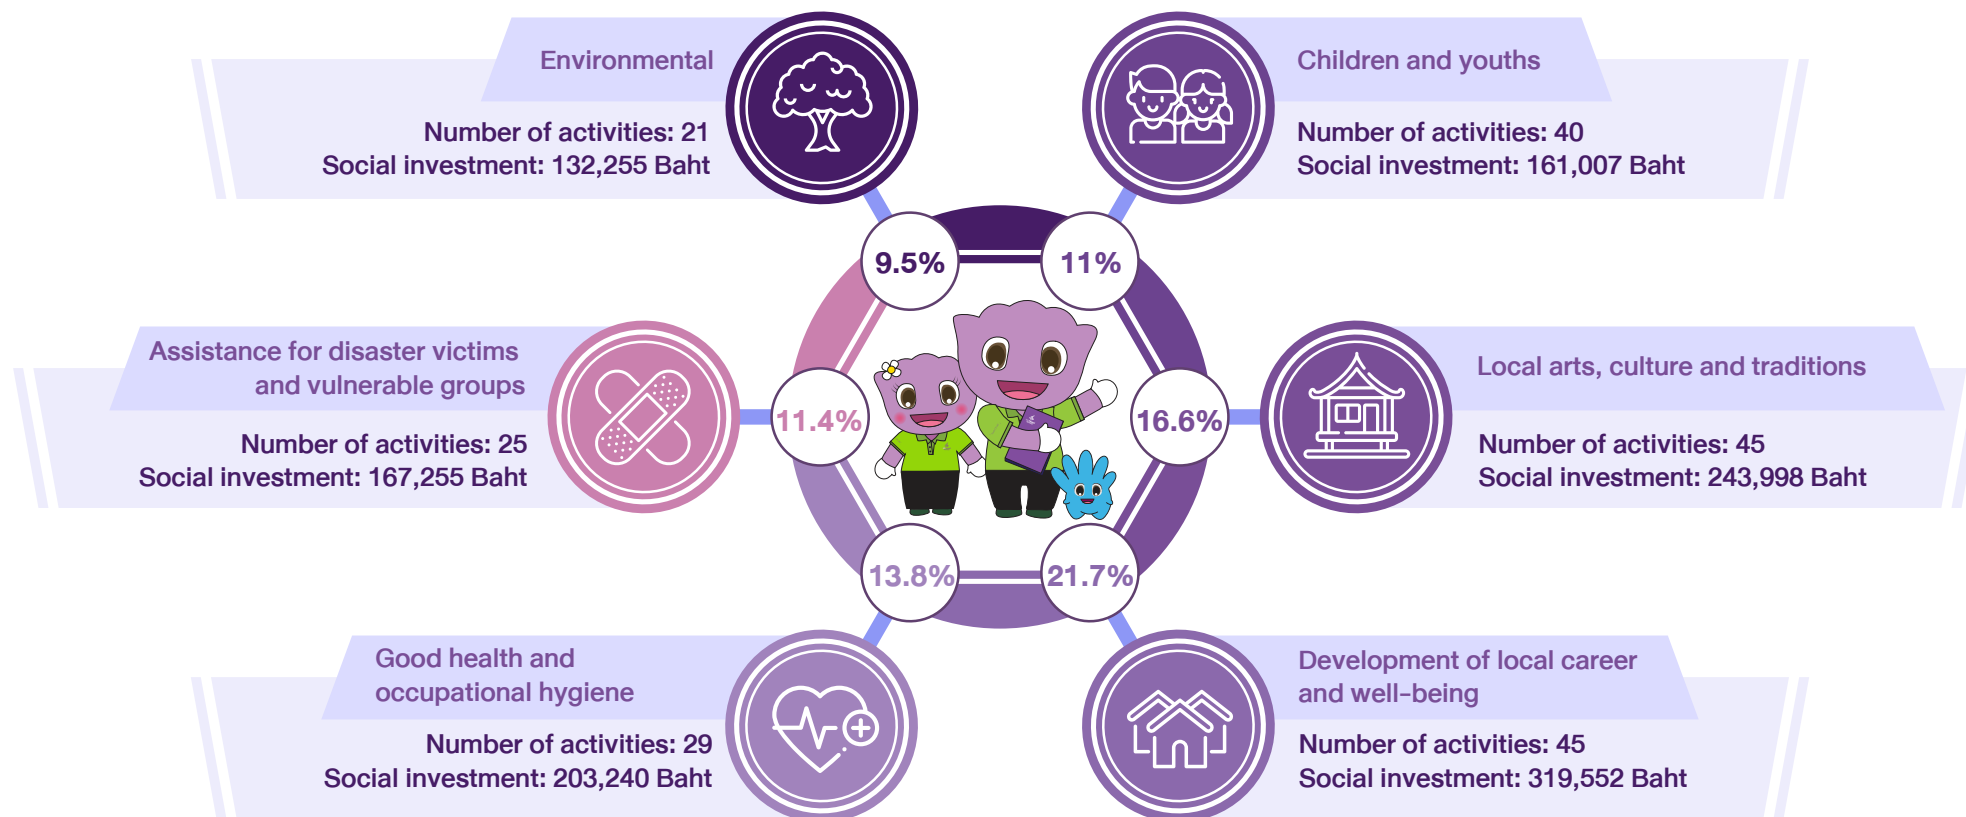 Environmental
Number of activities: 21
Social investment: 132,255 Baht
9.5%
Children and youths
Number of activities: 40
Social investment: 161,007 Baht
11%
Assistance for disaster victims
and vulnerable groups
Number of activities: 25
Social investment: 167,255 Baht
11.4%
Local arts, culture and traditions
Number of activities: 45
Social investment: 243,998 Baht
16.6%
Good health and
occupational hygiene
Number of activities: 29
Social investment: 203,240 Baht
13.8%
Development of local career
and well-being
Number of activities: 45
Social investment: 319,552 Baht
21.7%